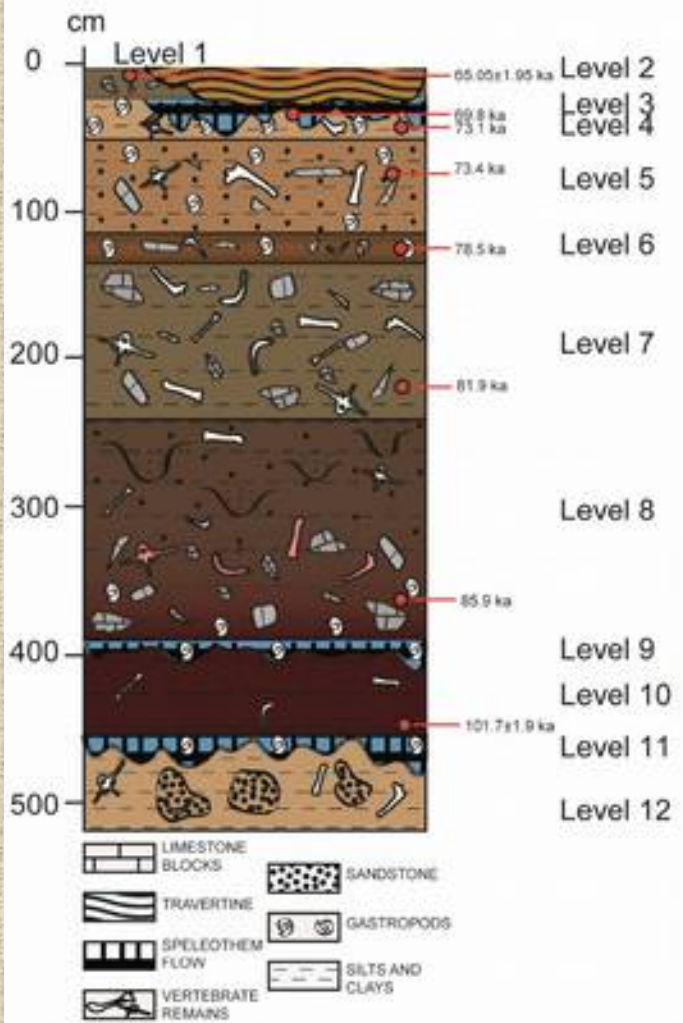 cm
0
Level 1
65.05±1.95 ka
Level 2
Level 3
69.8 ka
73.1 ka
Level 4
73.4 ka
Level 5
100
78.5 ka
Level 6
Level 7
200
81.9 ka
300
Level 8
85.9 ka
400
Level 9
Level 10
101.7±1.9 ka
Level 11
500
Level 12
LIMESTONE
BLOCKS
TRAVERTINE
SPELEOTHEM
FLOW
VERTEBRATE
REMAINS
SANDSTONE
GASTROPODS
SILTS AND
CLAYS